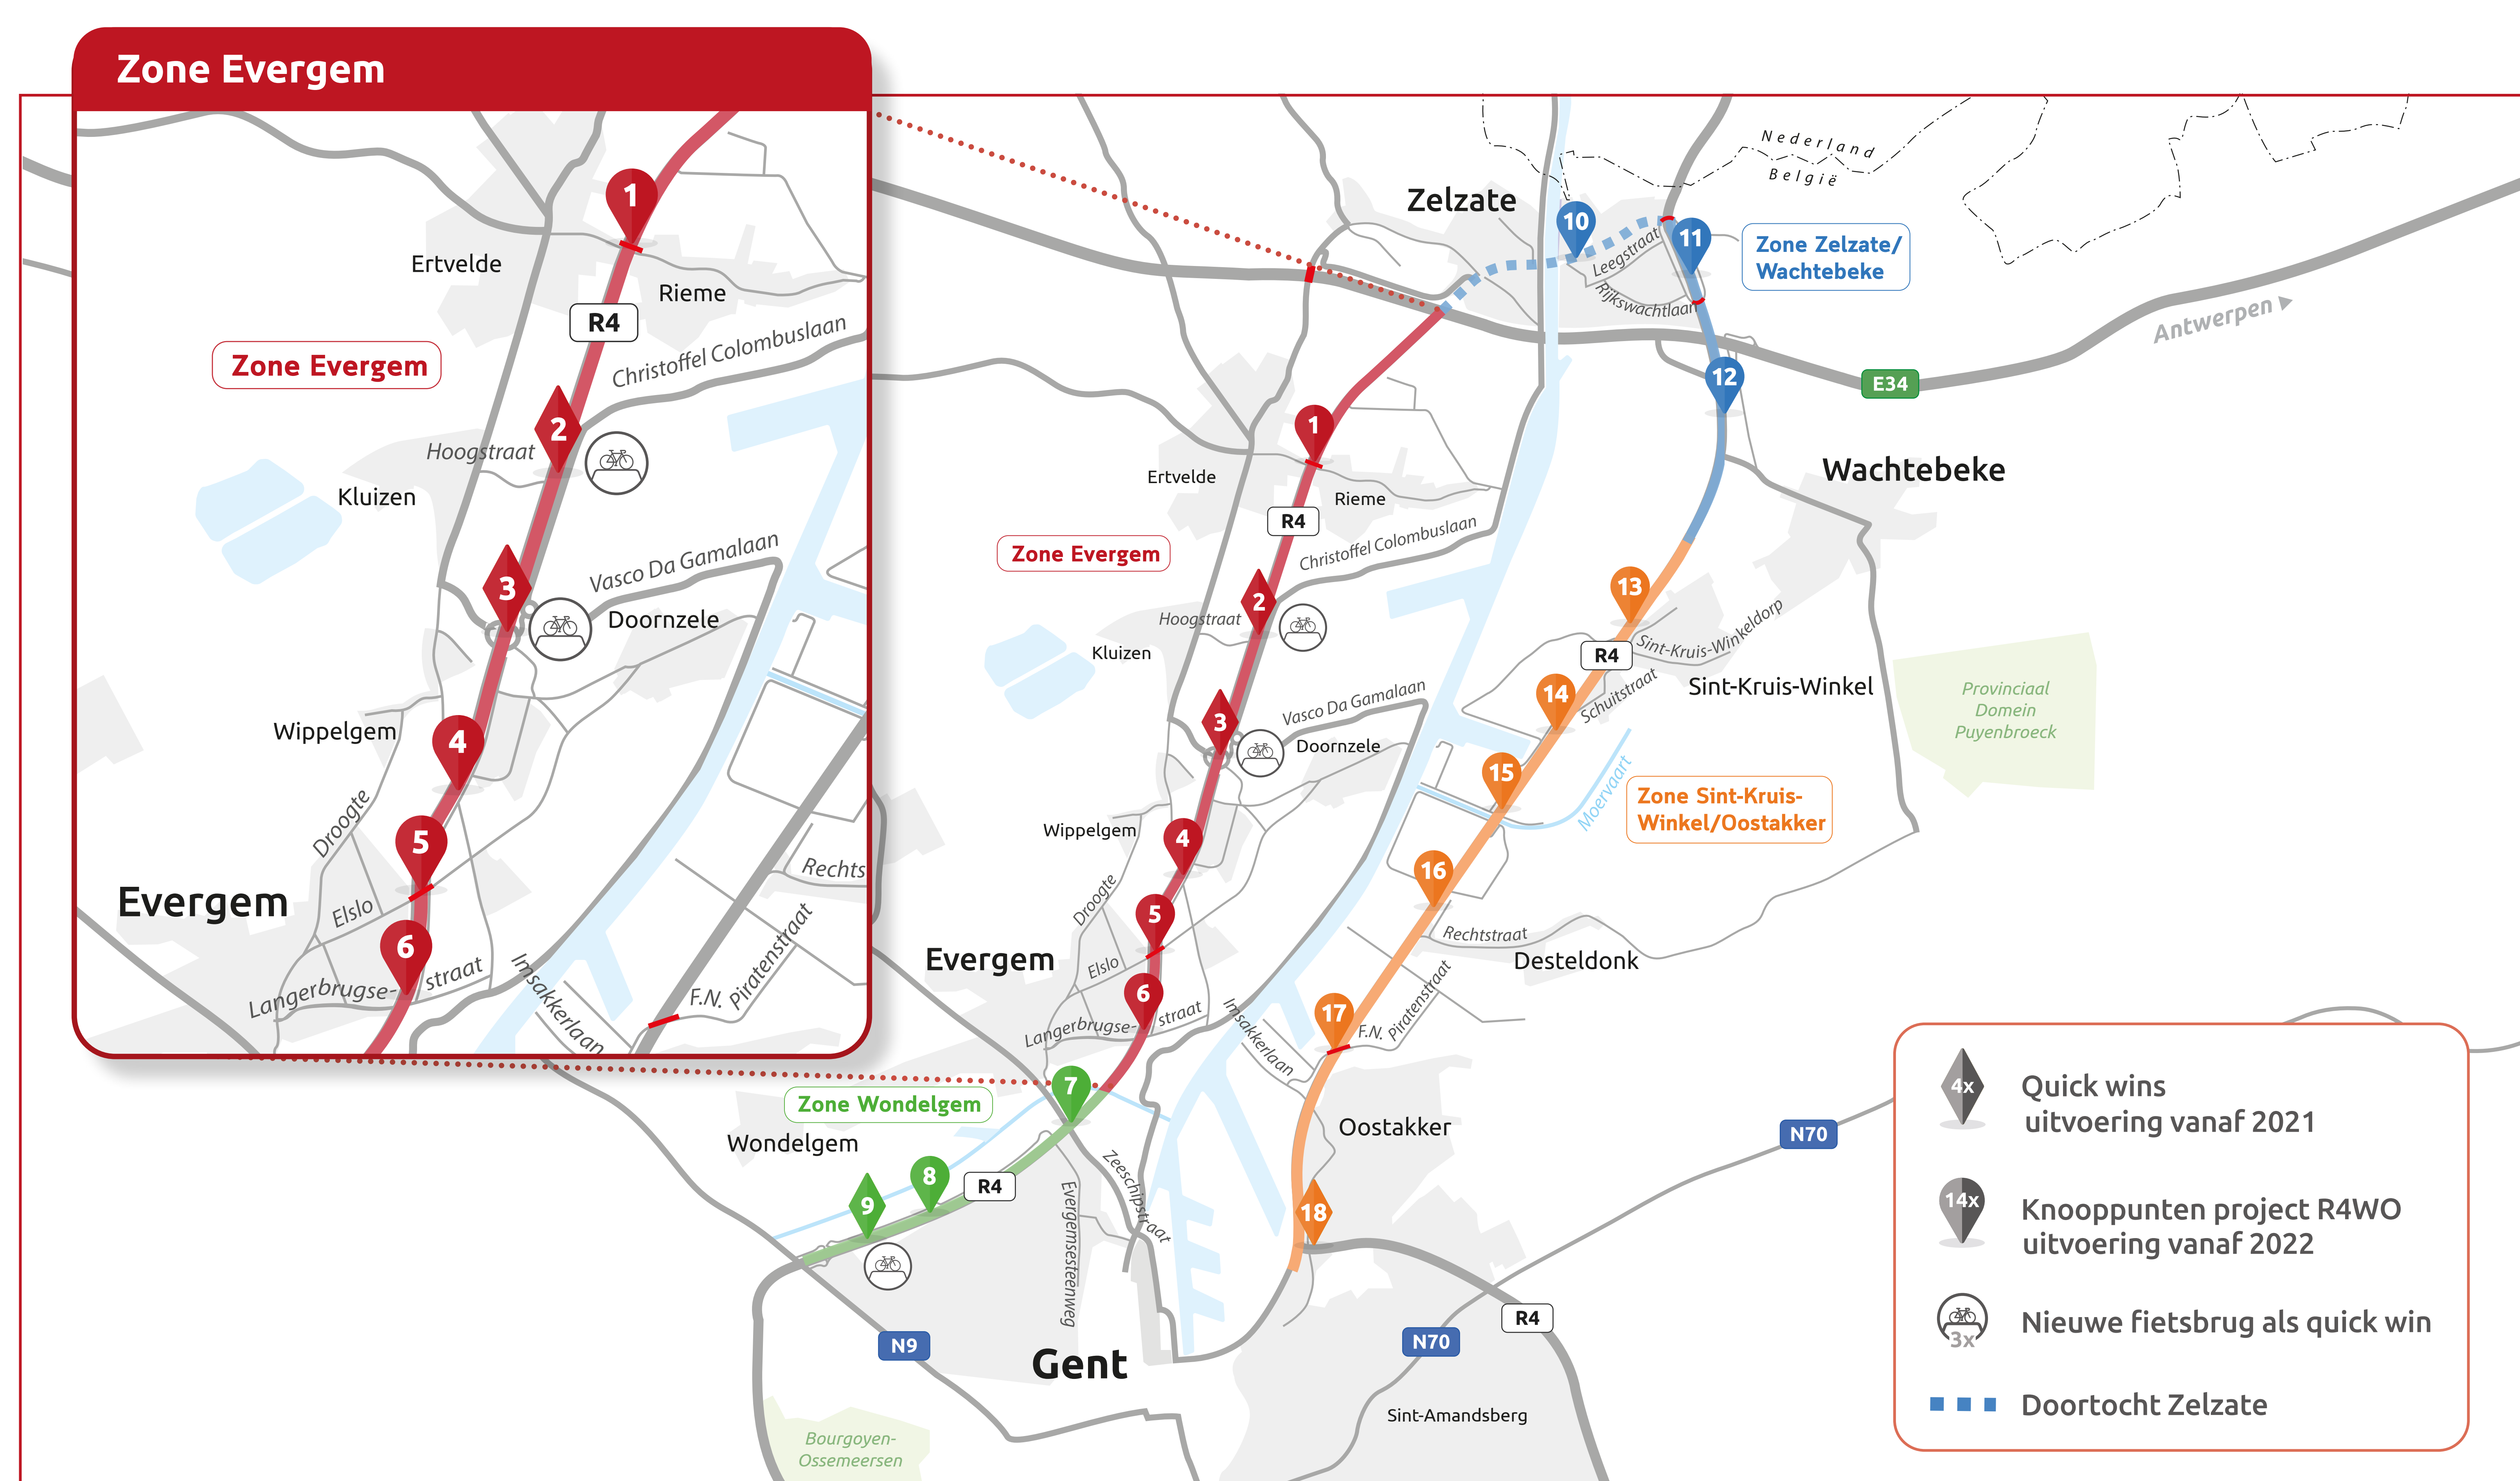 Zone Evergem
1
Ertvelde
Rieme
R4
Zone Evergem
Christoffel Colombuslaan
2
Hoogstraat
Kluizen
3
Vasco Da Gamalaan
Doornzele
Wippelgem
4
Droogte
5
Rechts
Evergem
Elslo
6
Langerbrugse-
straat
Imsakkerlaan
F.N. Piratenstraat
Nederland
België
Zelzate
10
Leegstraat
11
Zone Zelzate/
Wachtebeke
Rijkswachtlaan
Antwerpen
12
E34
1
Ertvelde
Rieme
Wachtebeke
R4
Zone Evergem
Christoffel Colombuslaan
2
Hoogstraat
Kluizen
13
Sint-Kruis-Winkeldorp
R4
Sint-Kruis-Winkel
14
Schuitstraat
Provinciaal
Domein
Puyenbroeck
3
Vasco Da Gamalaan
Doornzele
15
Moervaart
Zone Sint-Kruis-
Winkel/Oostakker
Wippelgem
4
16
Droogte
5
Rechtstraat
Desteldonk
Evergem
Elslo
6
Langerbrugse-
straat
Imsakkerlaan
17
F.N. Piratenstraat
7
Zone Wondelgem
Wondelgem
Oostakker
N70
8
9
R4
Zeeschipstraat
Evergemsesteenweg
18
N9
Gent
N70
R4
Sint-Amandsberg
Bourgoyen-
Ossemeersen
4x
Quick wins
uitvoering vanaf 2021
14x
Knooppunten project R4WO
uitvoering vanaf 2022
3x
Nieuwe fietsbrug als quick win
Doortocht Zelzate